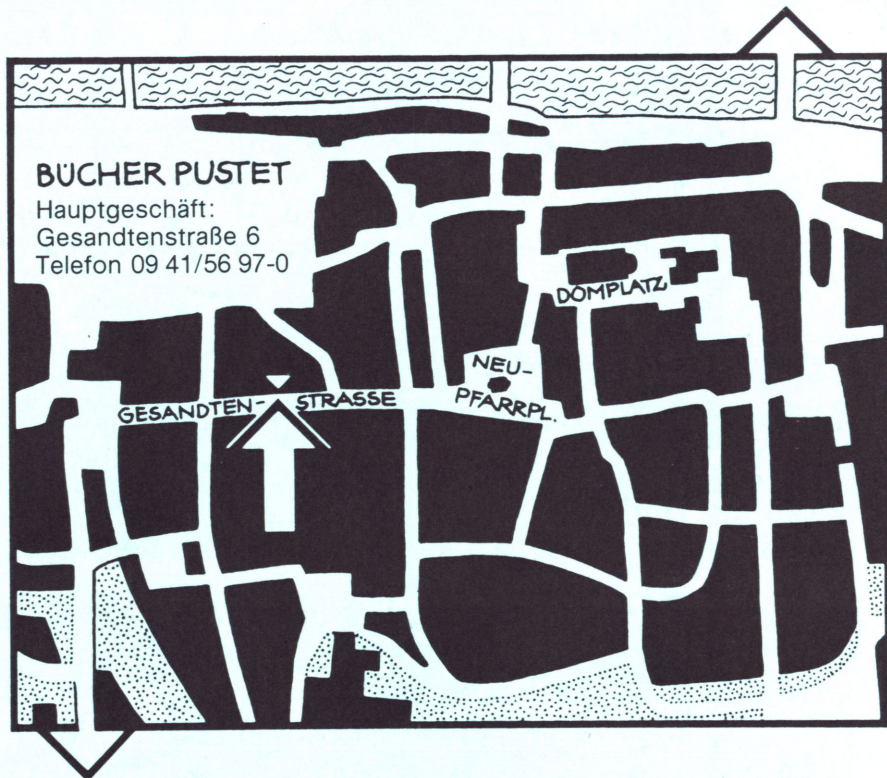 BÜCHER PUSTET
Hauptgeschäft:
Gesandtenstraße 6
Telefon 09 41/56 97-0
DOMPLATZ
NEU-
PFARRPL.
GESANDTEN-STRASSE